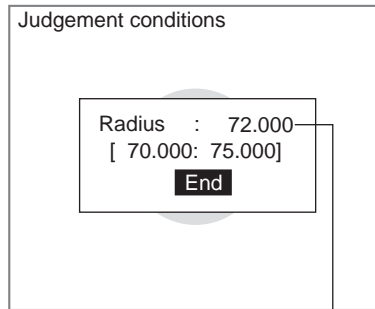 Judgement conditions
Radius : 72.000
[ 70.000: 75.000]
End